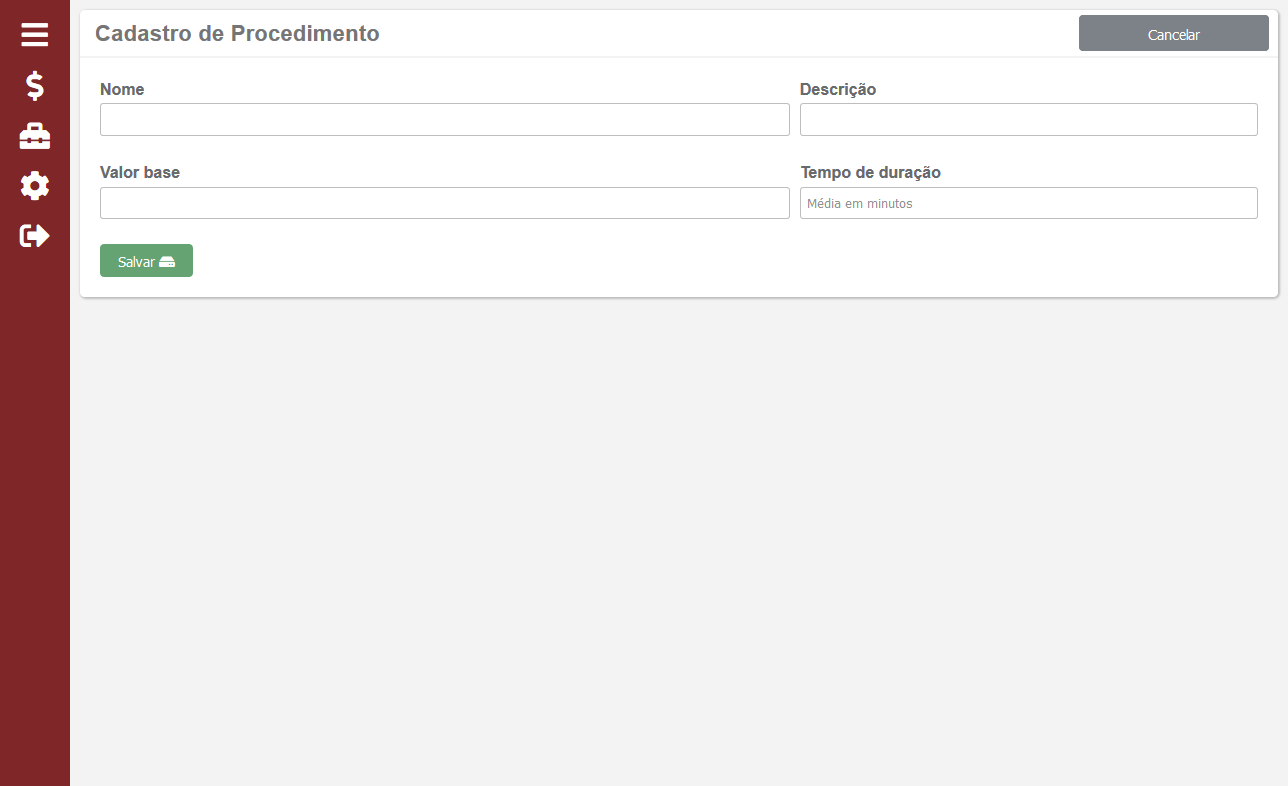 Cadastro de Procedimento
Cancelar
Nome
Descrição
Valor base
Tempo de duração
Média em minutos
Salvar